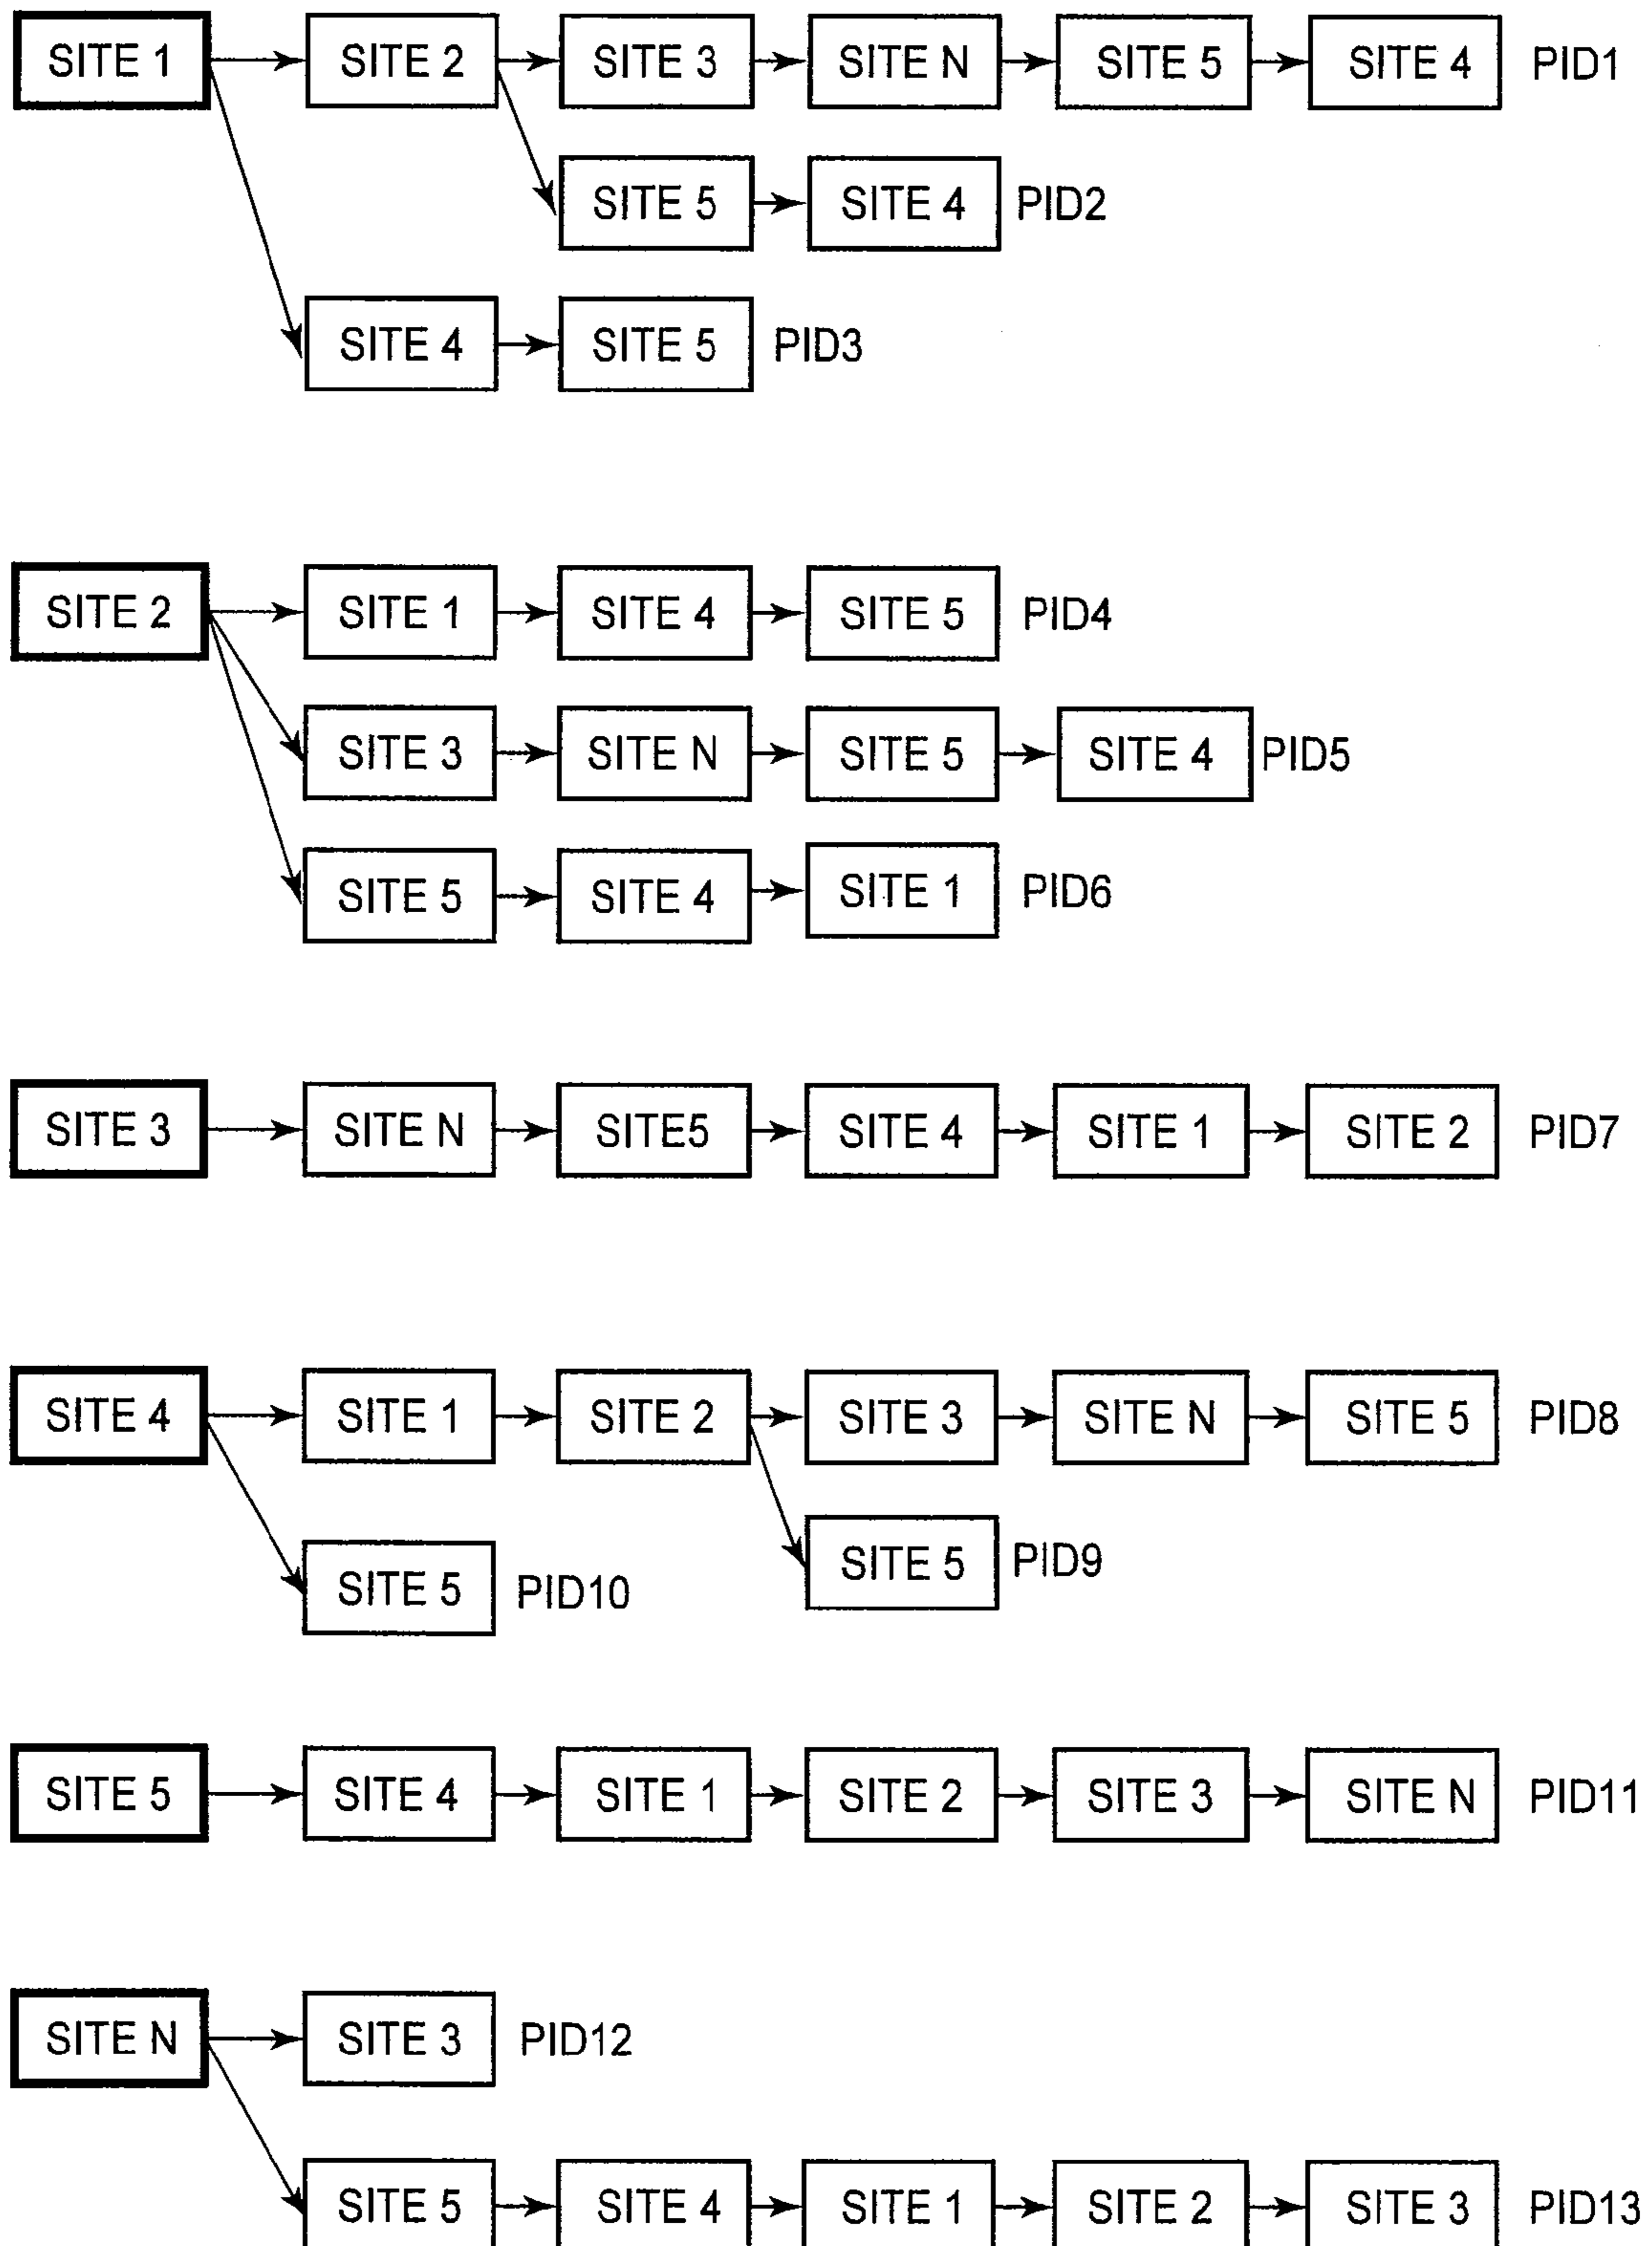 SITE 1 SITE 2 SITE 3 SITE N SITE 5 SITE 4 PID1
SITE 5 SITE 4 PID2
SITE 4 SITE 5 PID3
SITE 2 SITE 1 SITE 4 SITE 5 PID4
SITE 3 SITE N SITE 5 SITE 4 PID5
SITE 5 SITE 4 SITE 1 PID6
SITE 3 SITE N SITE5 SITE 4 SITE 1 SITE 2 PID7
SITE 4 SITE 1 SITE 2 SITE 3 SITE N SITE 5 PID8
SITE 5 PID9
SITE 5 PID10
SITE 5 SITE 4 SITE 1 SITE 2 SITE 3 SITE N PID11
SITE N SITE 3 PID12
SITE 5 SITE 4 SITE 1 SITE 2 SITE 3 PID13